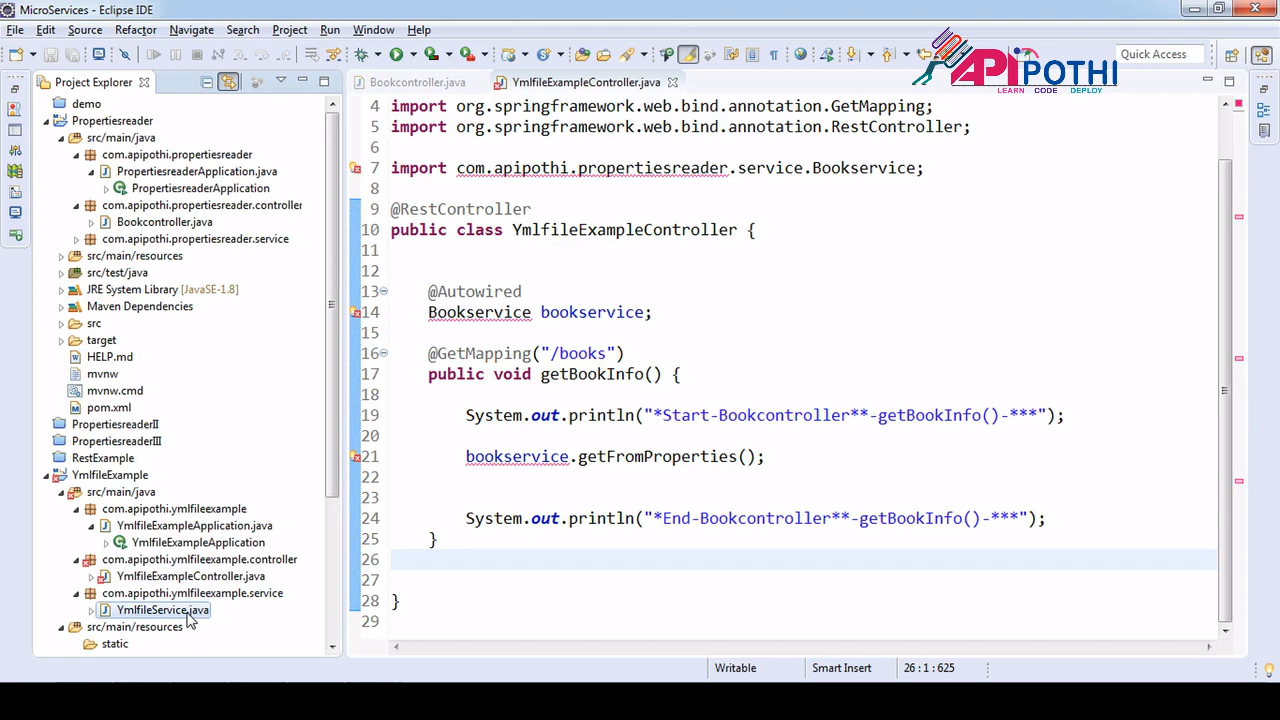 MicroServices - Eclipse IDE
File Edit Source Refactor Navigate Search Project Run Window Help
Quick Access
APIPOTHI
LEARN CODE DEPLOY
Project Explorer
demo
Propertiesreader
src/main/java
com.apipothi.propertiesreader
PropertiesreaderApplication.java
PropertiesreaderApplication
com.apipothi.propertiesreader.controller
Bookcontroller.java
com.apipothi.propertiesreader.service
src/main/resources
src/test/java
JRE System Library [JavaSE-1.8]
Maven Dependencies
src
target
HELP.md
mvnw
mvnw.cmd
pom.xml
PropertiesreaderII
PropertiesreaderIII
RestExample
YmlfileExample
src/main/java
com.apipothi.ymlfileexample
YmlfileExampleApplication.java
YmlfileExampleApplication
com.apipothi.ymlfileexample.controller
YmlfileExampleController.java
com.apipothi.ymlfileexample.service
YmlfileService.java
src/main/resources
static
Bookcontroller.java YmlfileExampleController.java
4 import org.springframework.web.bind.annotation.GetMapping;
5 import org.springframework.web.bind.annotation.RestController;
6
7 import com.apipothi.propertiesreader.service.Bookservice;
8
9 @RestController
10 public class YmlfileExampleController {
11
12
13 @Autowired
14 Bookservice bookservice;
15
16 @GetMapping("/books")
17 public void getBookInfo() {
18
19 System.out.println("*Start-Bookcontroller**-getBookInfo()-***");
20
21 bookservice.getFromProperties();
22
23
24 System.out.println("*End-Bookcontroller**-getBookInfo()-***");
25 }
26
27
28 }
29
Writable Smart Insert 26 : 1 : 625